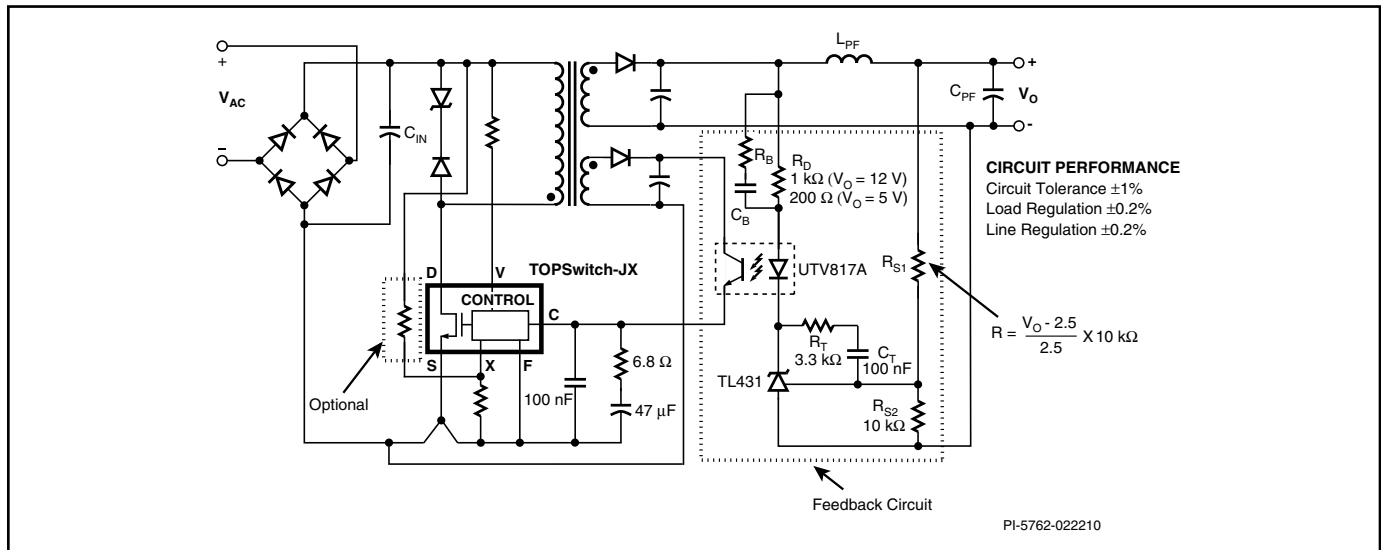 +
V_AC
−
C_IN
L_PF
+
C_PF
V_O
-
R_B
R_D
1 kΩ (V_O = 12 V)
200 Ω (V_O = 5 V)
C_B
CIRCUIT PERFORMANCE
Circuit Tolerance ±1%
Load Regulation ±0.2%
Line Regulation ±0.2%
D
V
TOPSwitch-JX
CONTROL
C
S
X
F
Optional
100 nF
6.8 Ω
47 µF
UTV817A
R_S1
R = (V_O - 2.5) / 2.5 X 10 kΩ
R_T
3.3 kΩ
C_T
100 nF
TL431
R_S2
10 kΩ
Feedback Circuit
PI-5762-022210